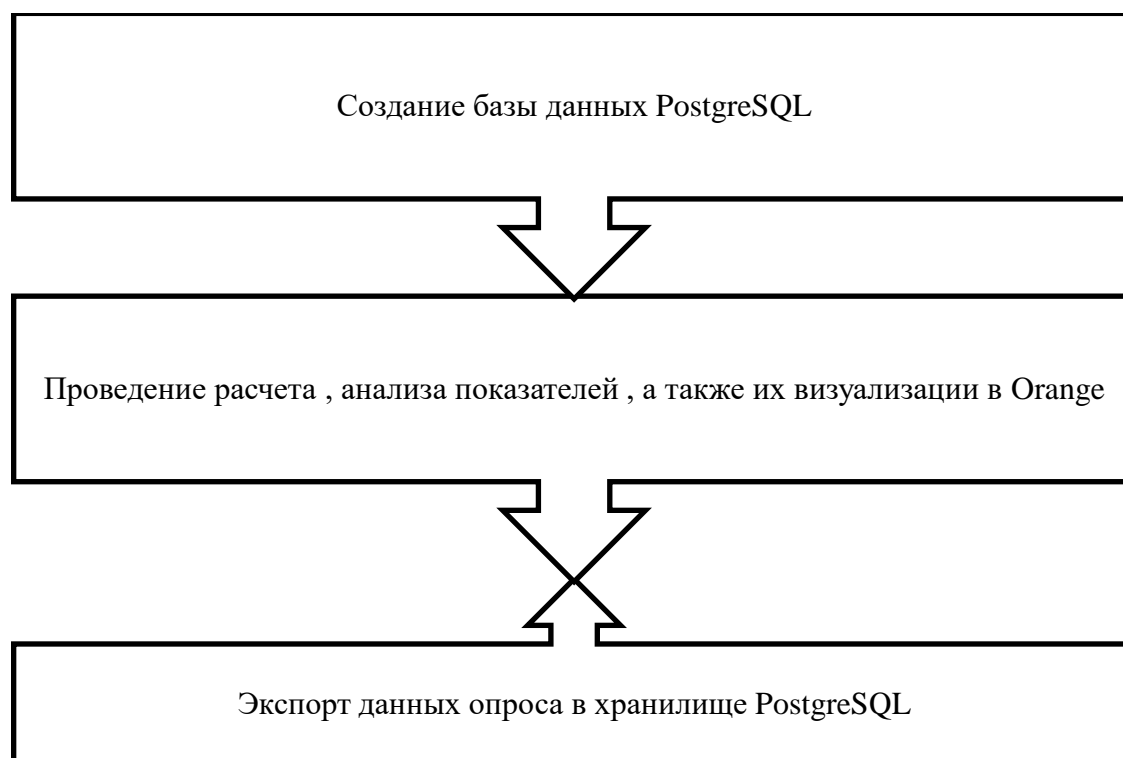 Создание базы данных PostgreSQL
Проведение расчета , анализа показателей , а также их визуализации в Orange
Экспорт данных опроса в хранилище PostgreSQL